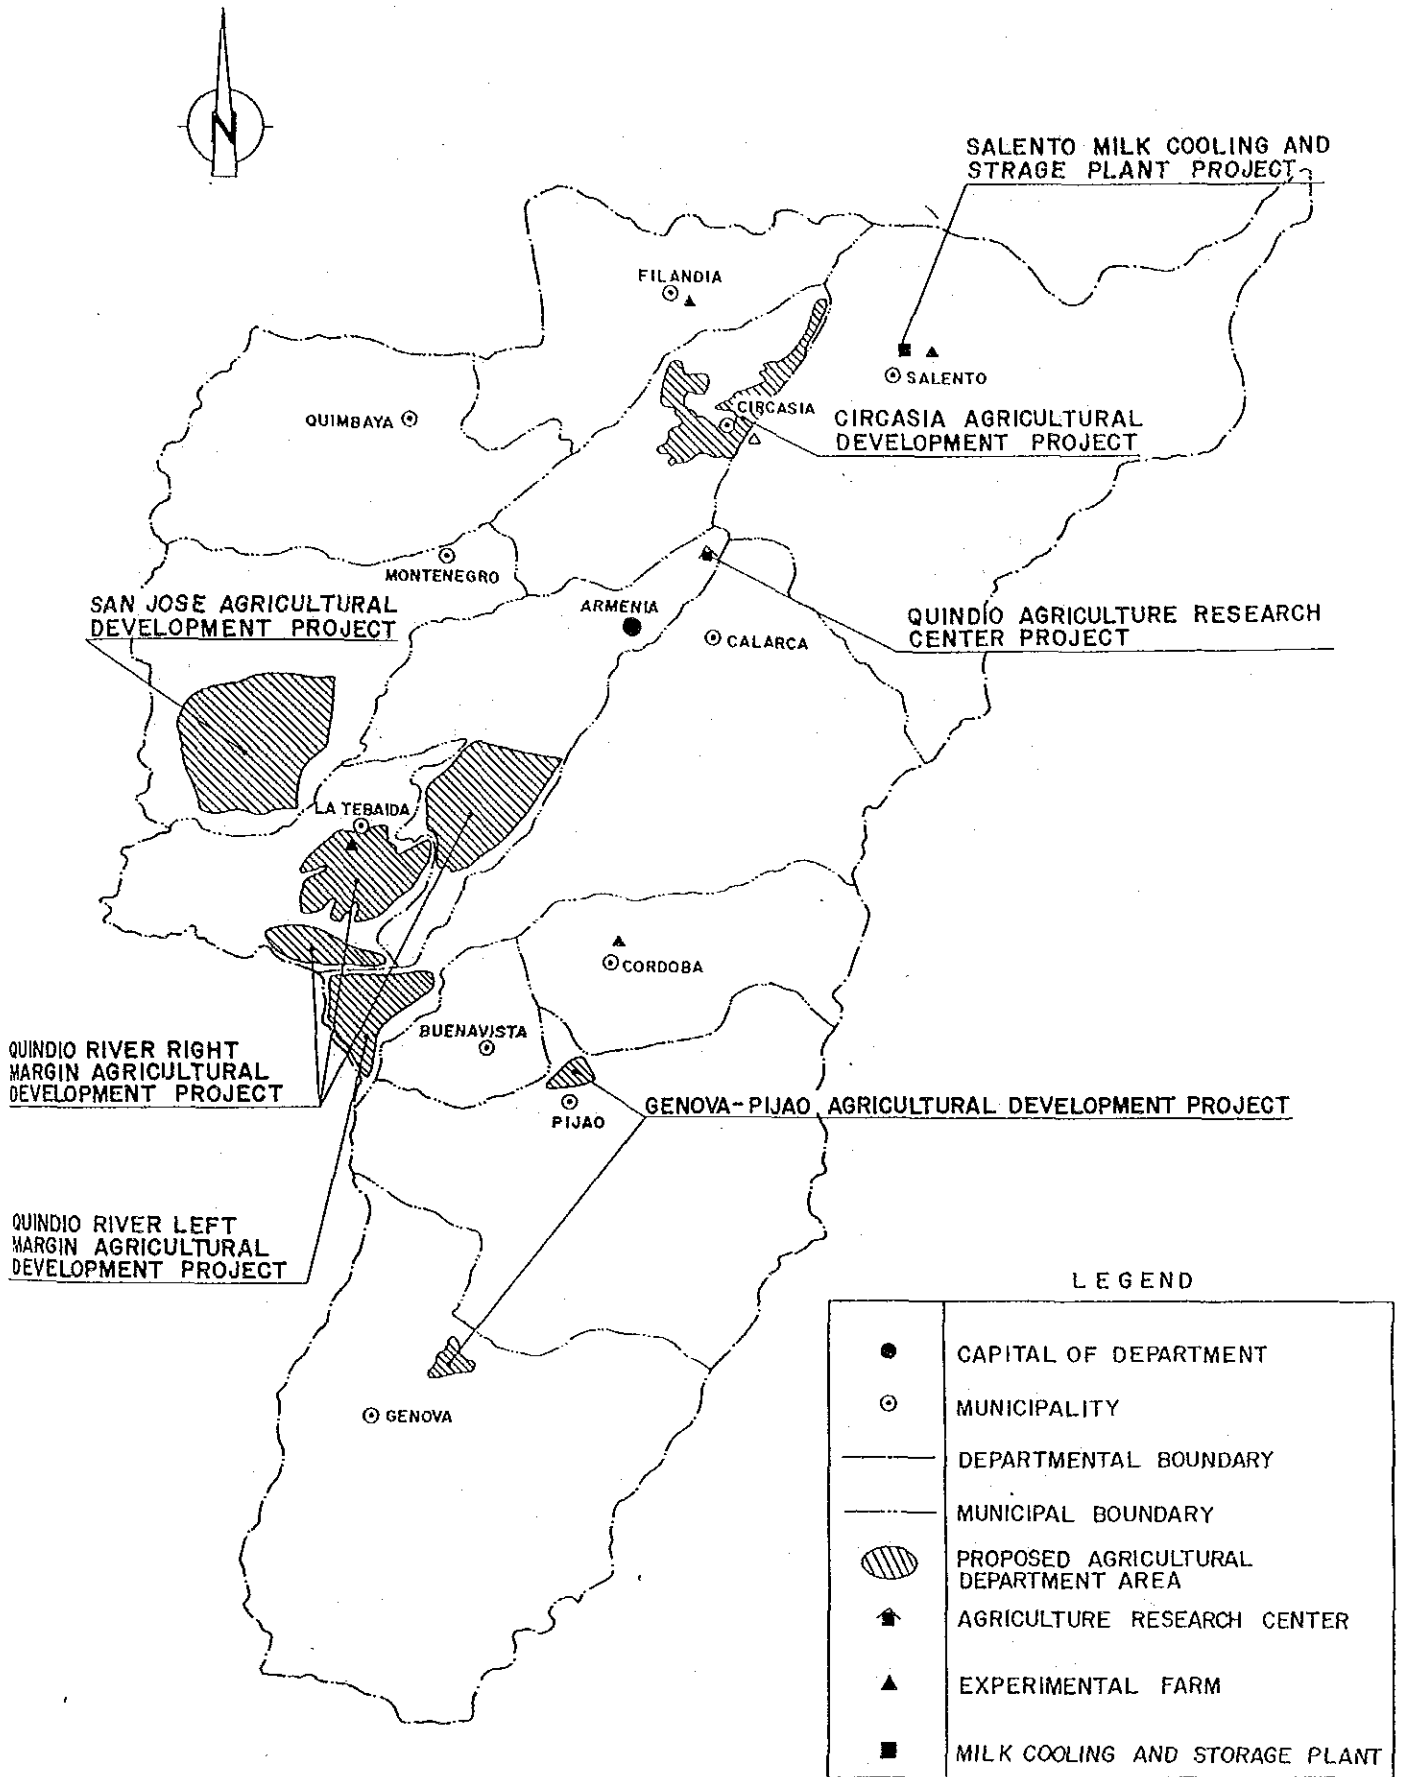 N
SALENTO MILK COOLING AND
STRAGE PLANT PROJECT
FILANDIA
SALENTO
QUIMBAYA
CIRCASIA
CIRCASIA AGRICULTURAL
DEVELOPMENT PROJECT
MONTENEGRO
SAN JOSE AGRICULTURAL
DEVELOPMENT PROJECT
ARMENIA
CALARCA
QUINDIO AGRICULTURE RESEARCH
CENTER PROJECT
LA TEBAIDA
CORDOBA
BUENAVISTA
QUINDIO RIVER RIGHT
MARGIN AGRICULTURAL
DEVELOPMENT PROJECT
PIJAO
GENOVA-PIJAO AGRICULTURAL DEVELOPMENT PROJECT
QUINDIO RIVER LEFT
MARGIN AGRICULTURAL
DEVELOPMENT PROJECT
GENOVA
LEGEND
CAPITAL OF DEPARTMENT
MUNICIPALITY
DEPARTMENTAL BOUNDARY
MUNICIPAL BOUNDARY
PROPOSED AGRICULTURAL
DEPARTMENT AREA
AGRICULTURE RESEARCH CENTER
EXPERIMENTAL FARM
MILK COOLING AND STORAGE PLANT